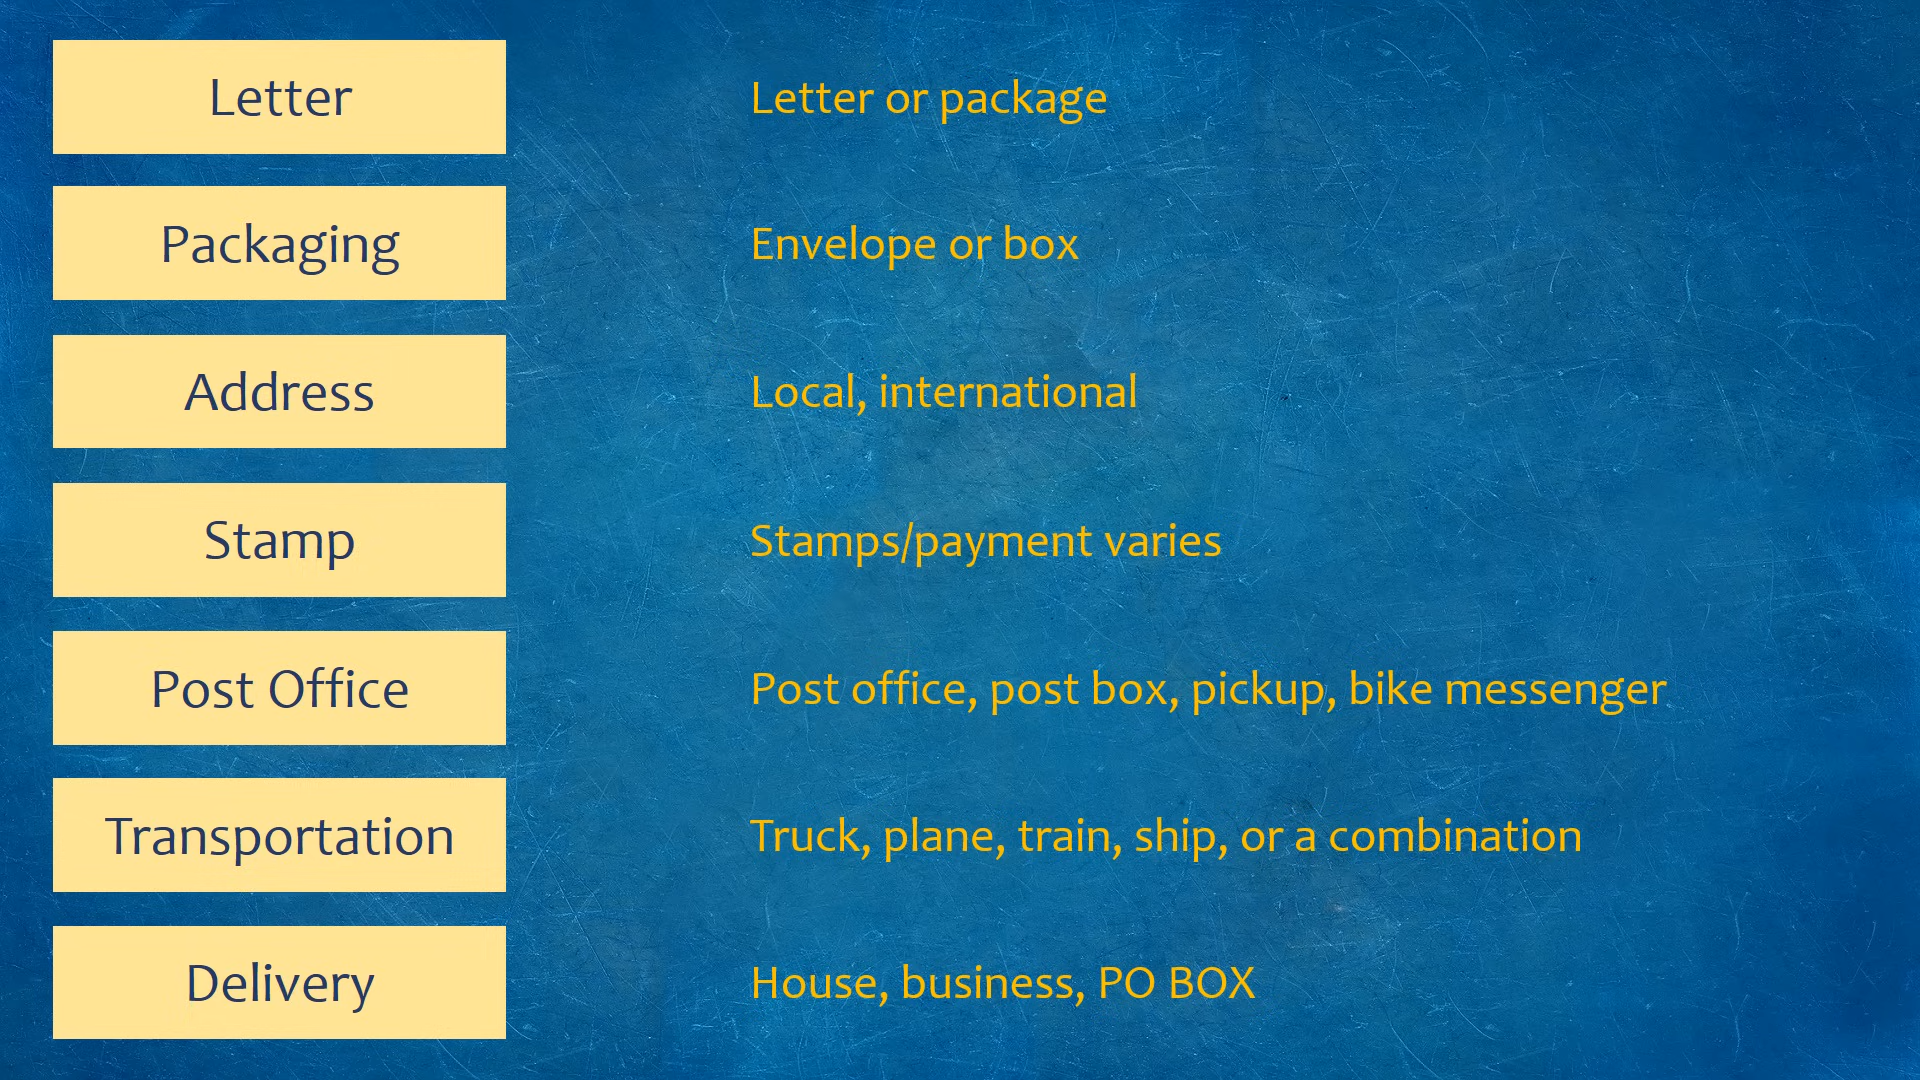 Letter
Letter or package
Packaging
Envelope or box
Address
Local, international
Stamp
Stamps/payment varies
Post Office
Post office, post box, pickup, bike messenger
Transportation
Truck, plane, train, ship, or a combination
Delivery
House, business, PO BOX